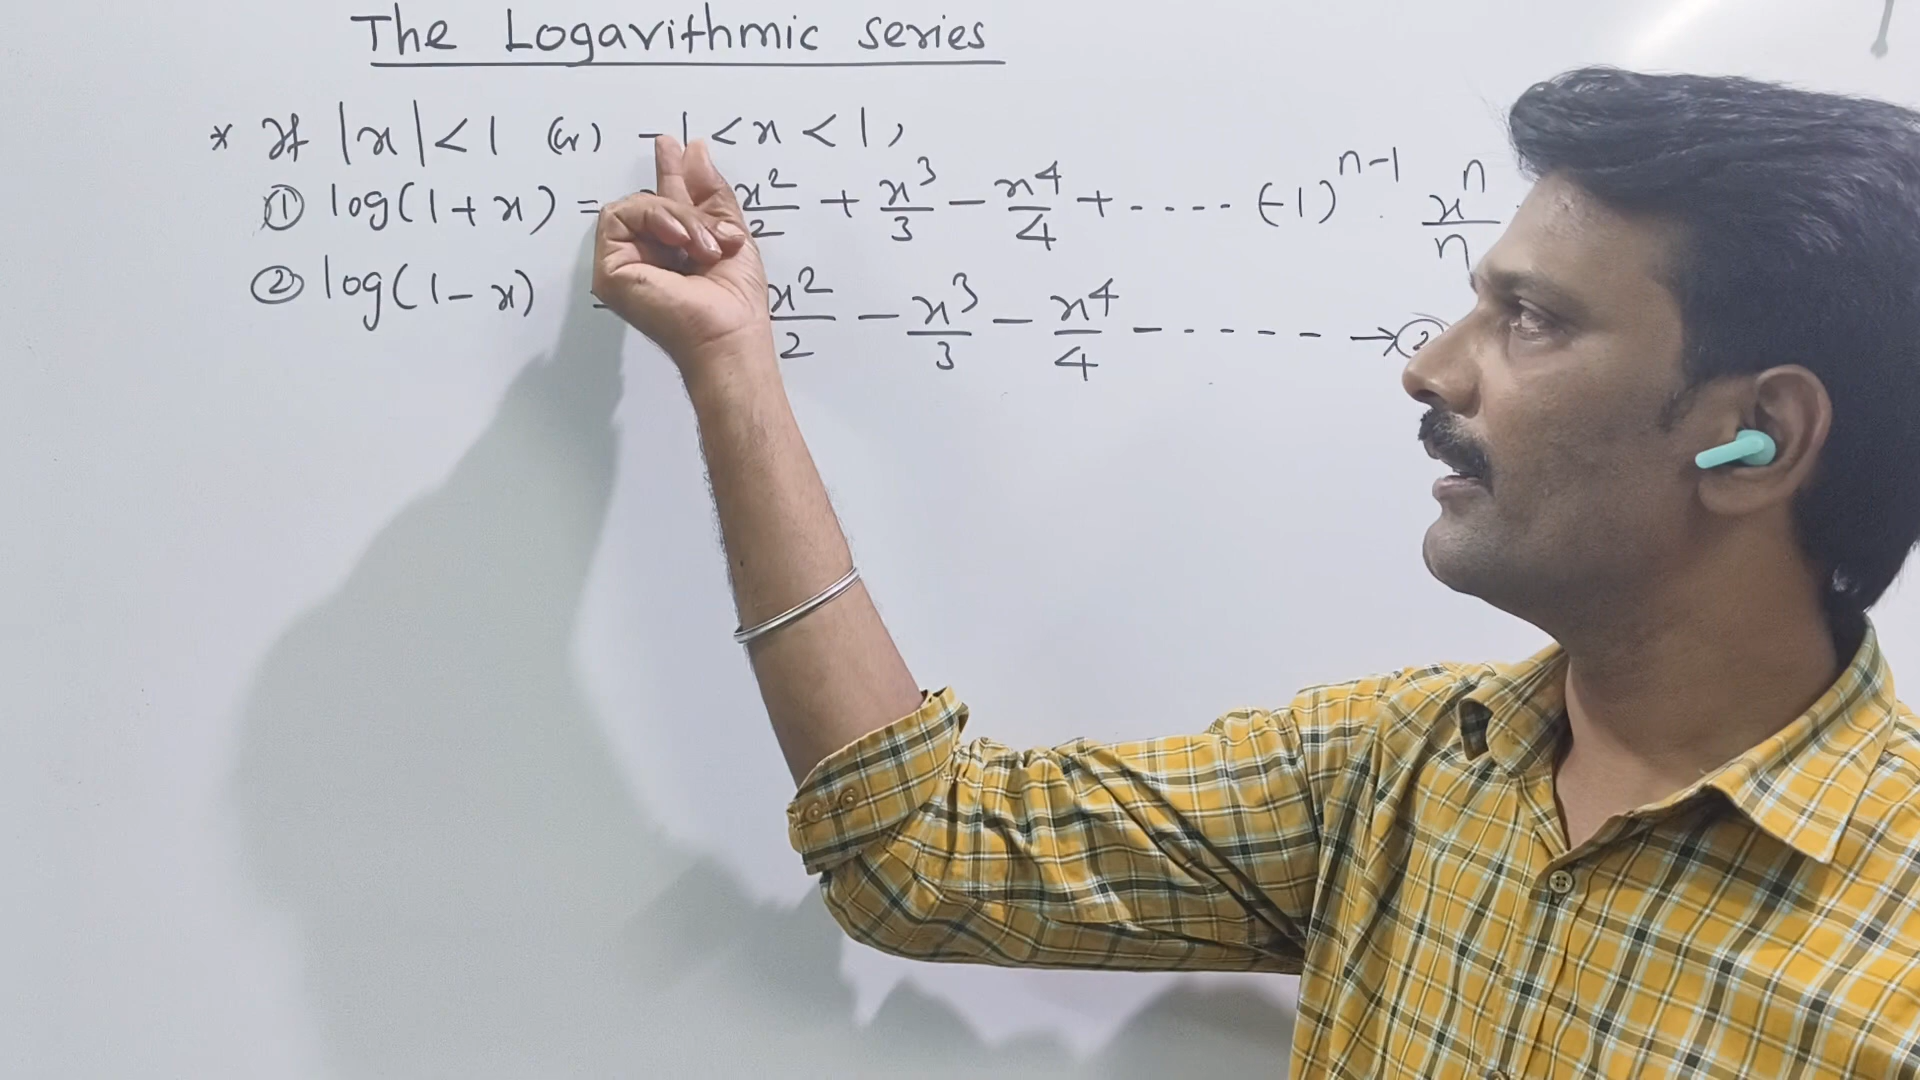 The Logarithmic series
* If |x| < 1 (or) -1 < x < 1,
① log(1+x) = x²/2 + x³/3 - x⁴/4 + .... (-1)ⁿ⁻¹ . xⁿ/n
② log(1-x) x²/2 - x³/3 - x⁴/4 - ..... → ②